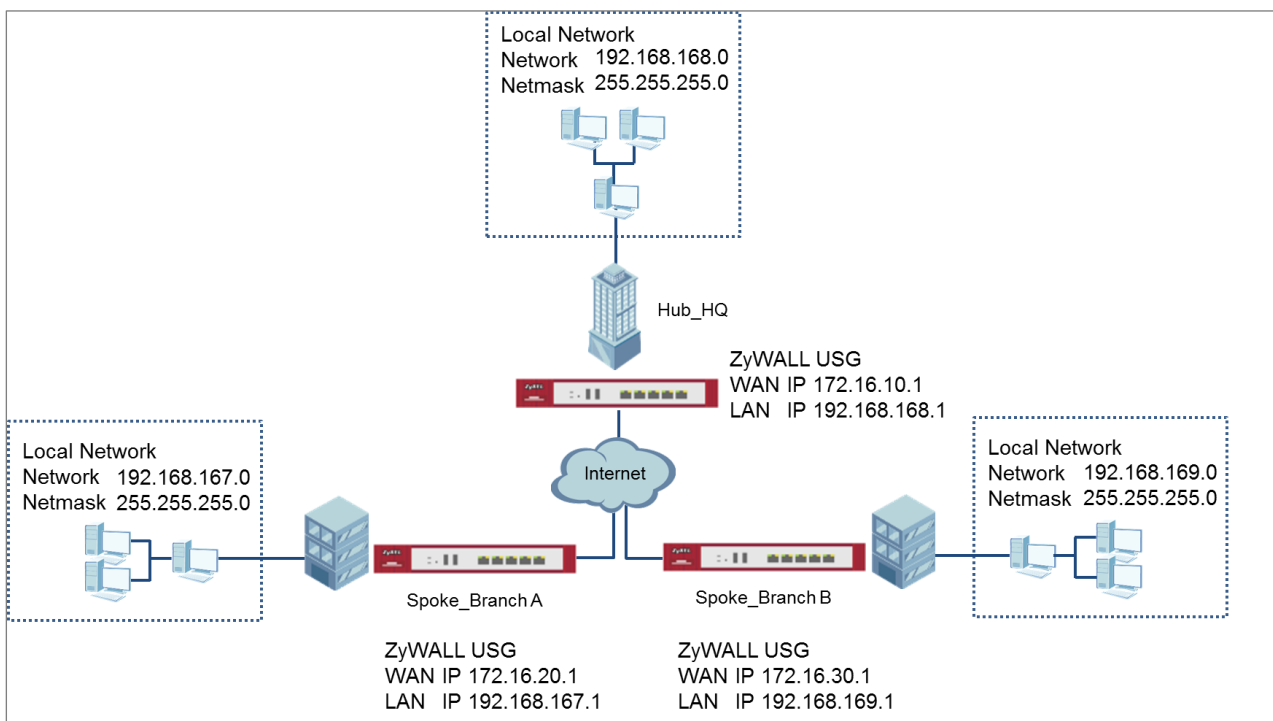 Local Network
Network 192.168.168.0
Netmask 255.255.255.0
Hub_HQ
ZyXEL
ZyWALL USG
WAN IP 172.16.10.1
LAN IP 192.168.168.1
Internet
Local Network
Network 192.168.167.0
Netmask 255.255.255.0
ZyXEL
Spoke_Branch A
ZyWALL USG
WAN IP 172.16.20.1
LAN IP 192.168.167.1
Local Network
Network 192.168.169.0
Netmask 255.255.255.0
ZyXEL
Spoke_Branch B
ZyWALL USG
WAN IP 172.16.30.1
LAN IP 192.168.169.1